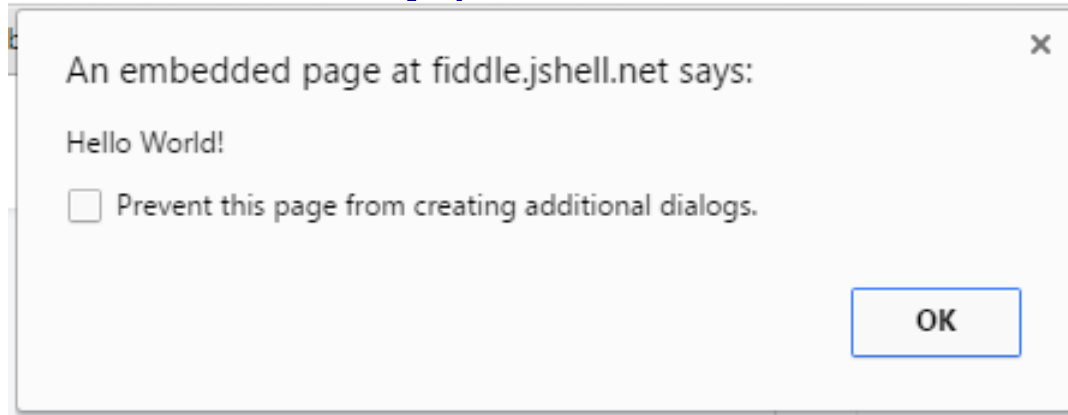 An embedded page at fiddle.jshell.net says:
Hello World!
Prevent this page from creating additional dialogs.
OK